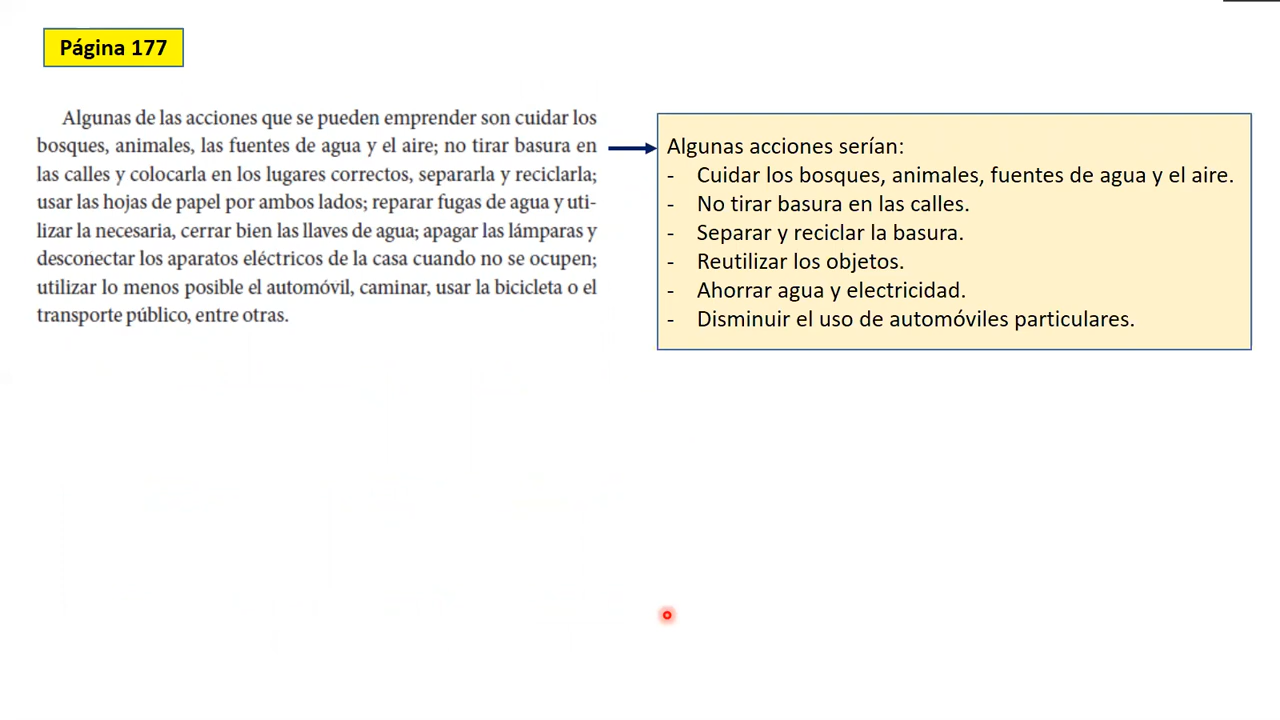 Página 177
Algunas de las acciones que se pueden emprender son cuidar los
bosques, animales, las fuentes de agua y el aire; no tirar basura en
las calles y colocarla en los lugares correctos, separarla y reciclarla;
usar las hojas de papel por ambos lados; reparar fugas de agua y uti-
lizar la necesaria, cerrar bien las llaves de agua; apagar las lámparas y
desconectar los aparatos eléctricos de la casa cuando no se ocupen;
utilizar lo menos posible el automóvil, caminar, usar la bicicleta o el
transporte público, entre otras.
Algunas acciones serían:
- Cuidar los bosques, animales, fuentes de agua y el aire.
- No tirar basura en las calles.
- Separar y reciclar la basura.
- Reutilizar los objetos.
- Ahorrar agua y electricidad.
- Disminuir el uso de automóviles particulares.